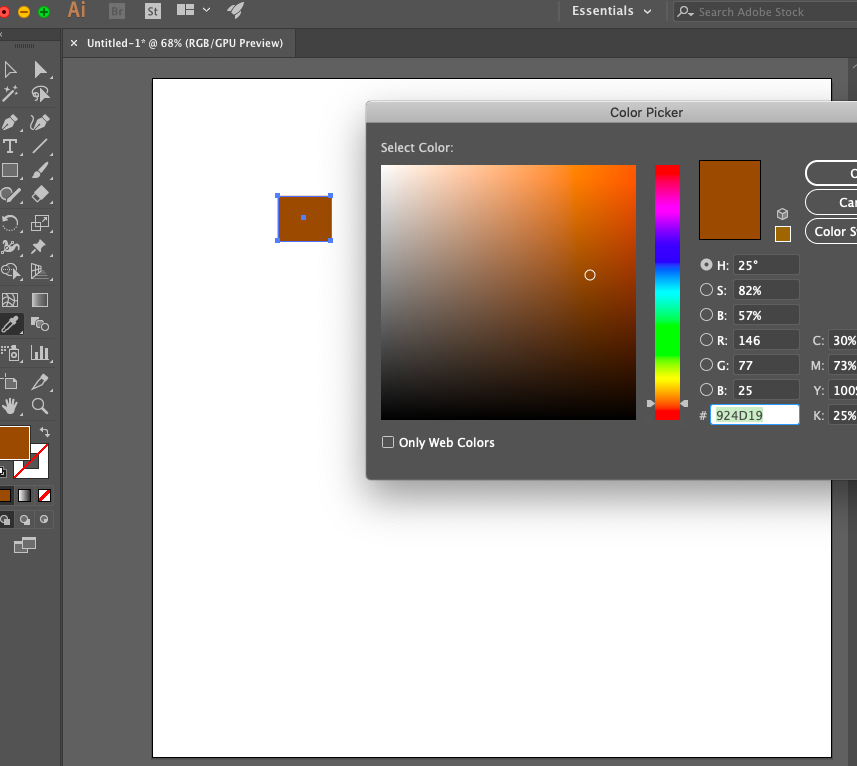 Ai Br St Essentials Search Adobe Stock
× Untitled-1* @ 68% (RGB/GPU Preview)
Color Picker
Select Color:
T
H: 25°
S: 82%
B: 57%
R: 146
G: 77
B: 25
# 924D19
C: 30%
M: 73%
Y: 100%
K: 25%
Color S
Only Web Colors